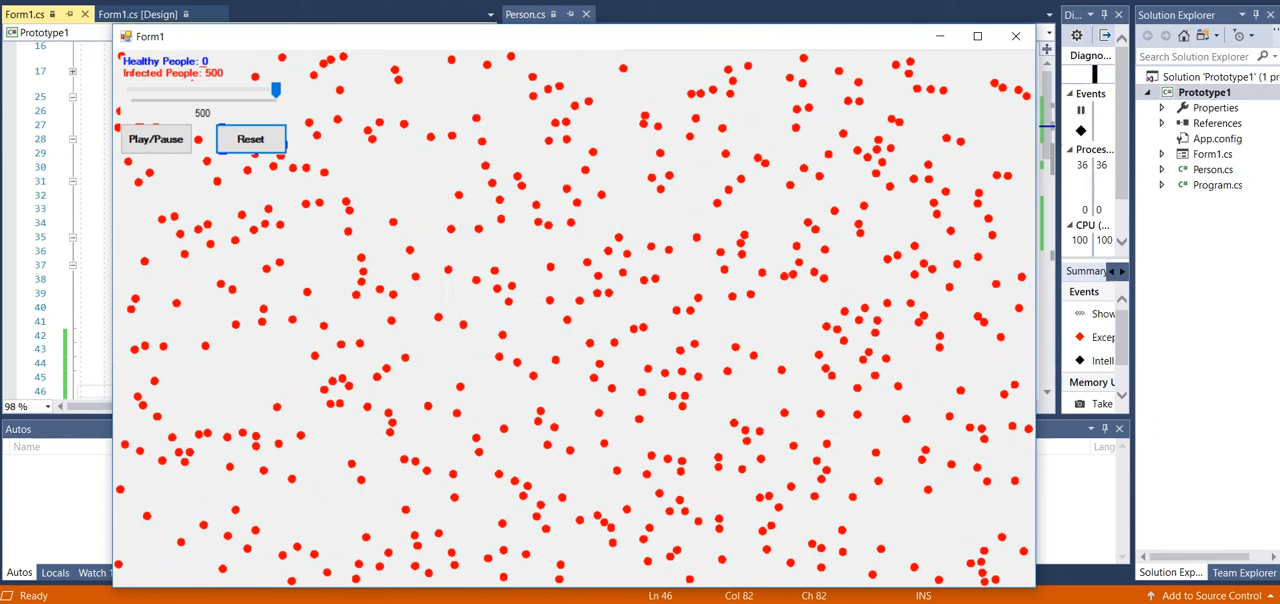 Form1.cs
Form1.cs [Design]
Person.cs
Di...
Solution Explorer
Prototype1
Form1
Search Solution Explorer
Healthy People: 0
Infected People: 500
500
Play/Pause
Reset
16
17
25
26
27
28
29
30
31
32
33
34
35
36
37
38
39
40
41
42
43
44
45
46
98 %
Diagno...
Events
Proces...
36 36
0 0
CPU (...
100 100
Summary
Events
Show
Excep
Intelli
Memory U
Take
Solution 'Prototype1' (1 pr
Prototype1
Properties
References
App.config
Form1.cs
Person.cs
Program.cs
Autos
Name
Lang
Autos
Locals
Watch 1
Solution Exp...
Team Explorer
Ready
Ln 46
Col 82
Ch 82
INS
Add to Source Control